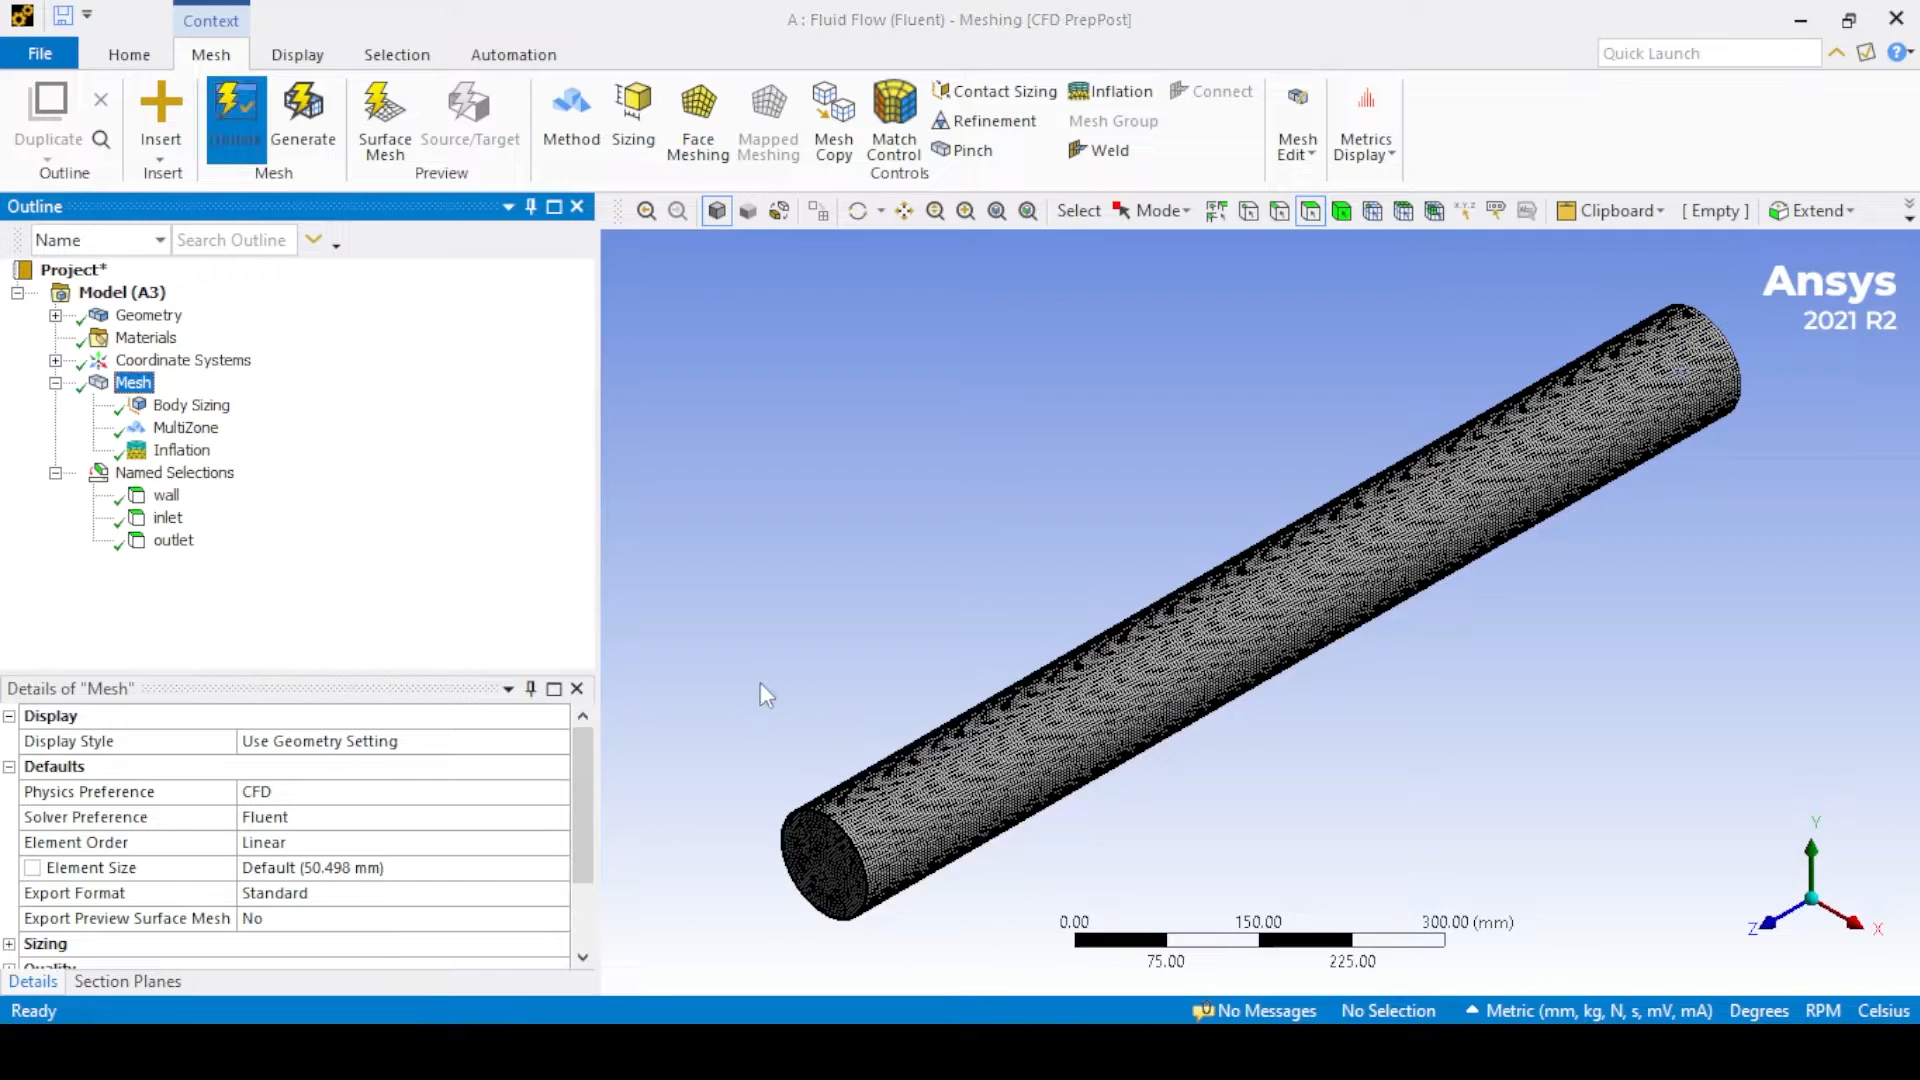 Context
A : Fluid Flow (Fluent) - Meshing [CFD PrepPost]
File
Home
Mesh
Display
Selection
Automation
Quick Launch
Duplicate
Outline
Insert
Insert
Update
Generate
Mesh
Surface
Mesh
Source/Target
Preview
Method
Sizing
Face
Meshing
Mapped
Meshing
Mesh
Copy
Match
Control
Contact Sizing
Refinement
Pinch
Inflation
Mesh Group
Weld
Connect
Controls
Mesh
Edit
Metrics
Display
Outline
Select
Mode
Clipboard
[ Empty ]
Extend
Name
Search Outline
Project*
Model (A3)
Geometry
Materials
Coordinate Systems
Mesh
Body Sizing
MultiZone
Inflation
Named Selections
wall
inlet
outlet
Ansys
2021 R2
Details of "Mesh"
Display
Display Style Use Geometry Setting
Defaults
Physics Preference CFD
Solver Preference Fluent
Element Order Linear
Element Size Default (50.498 mm)
Export Format Standard
Export Preview Surface Mesh No
Sizing
Quality
Details
Section Planes
0.00 150.00 300.00 (mm)
75.00 225.00
Y
Z
X
Ready
No Messages
No Selection
Metric (mm, kg, N, s, mV, mA)
Degrees
RPM
Celsius